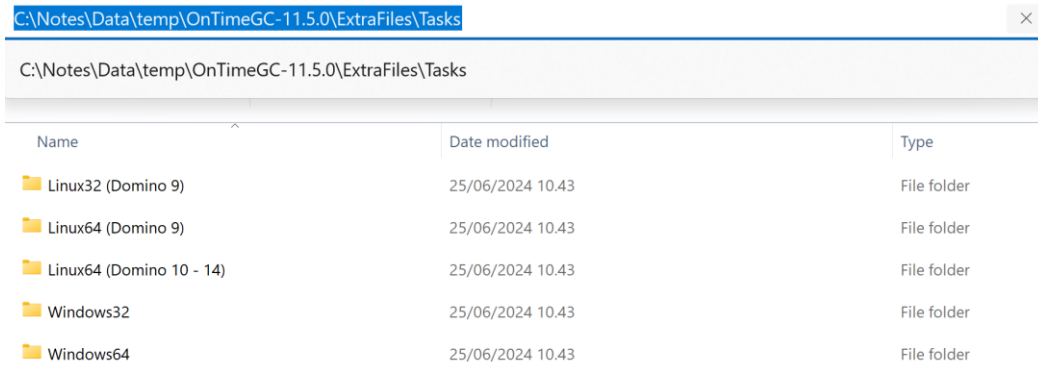 C:\Notes\Data\temp\OnTimeGC-11.5.0\ExtraFiles\Tasks
C:\Notes\Data\temp\OnTimeGC-11.5.0\ExtraFiles\Tasks
Name Date modified Type
Linux32 (Domino 9) 25/06/2024 10.43 File folder
Linux64 (Domino 9) 25/06/2024 10.43 File folder
Linux64 (Domino 10 - 14) 25/06/2024 10.43 File folder
Windows32 25/06/2024 10.43 File folder
Windows64 25/06/2024 10.43 File folder